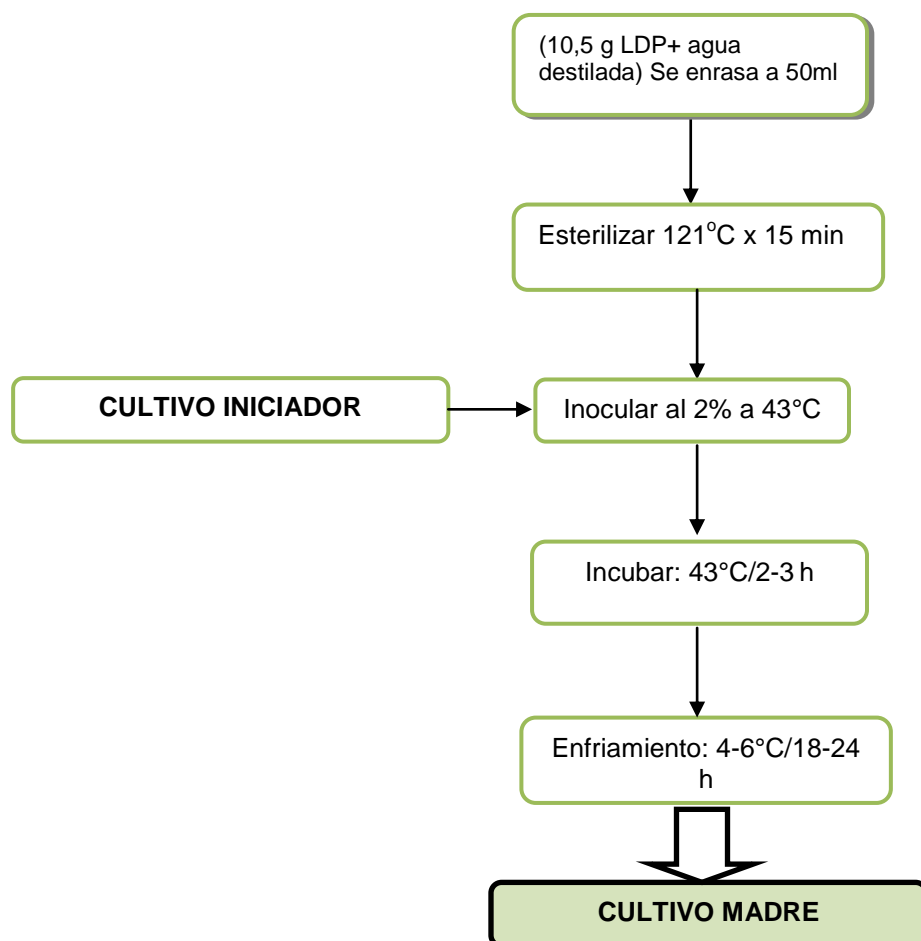 (10,5 g LDP+ agua
destilada) Se enrasa a 50ml
Esterilizar 121°C x 15 min
CULTIVO INICIADOR
Inocular al 2% a 43°C
Incubar: 43°C/2-3 h
Enfriamiento: 4-6°C/18-24
h
CULTIVO MADRE